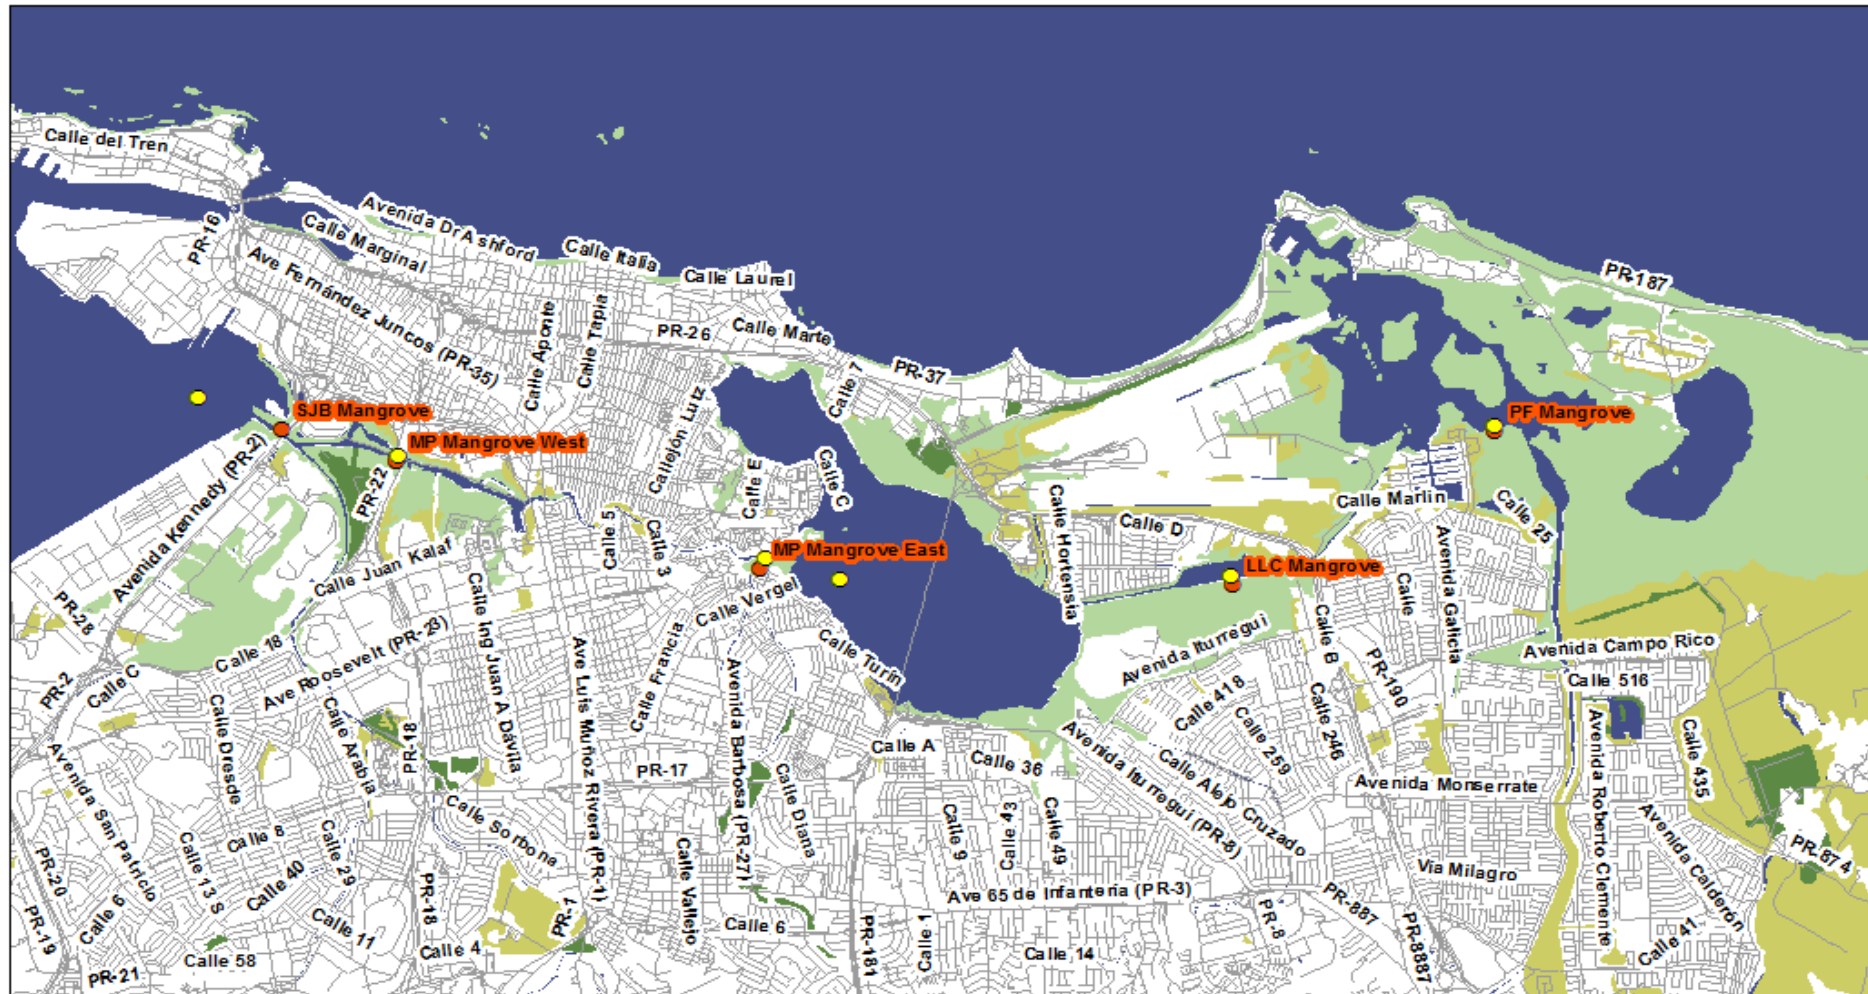 Calle del Tren
PR-16
Avenida Dr Ashford
Calle Marginal
Calle Italia
Calle Laurel
Ave Fernández Juncos (PR-35)
Calle Aponte
Calle Tapia
PR-26
Calle Marte
PR-37
Calle 7
PR-187
SJB Mangrove
MP Mangrove West
PF Mangrove
Avenida Kennedy (PR-2)
PR-22
Callejón Lutz
Calle E
Calle C
Calle 5
Calle 3
Calle Hortensia
Calle D
Calle Marlin
Calle 25
MP Mangrove East
LLC Mangrove
Calle Juan Kalaf
Calle Vergel
Calle
Avenida Galicia
PR-28
Calle 18
Ave Roosevelt (PR-23)
Calle Ing Juan A Davila
Ave Luis Muñoz Rivera (PR-1)
Calle Francia
Calle Turín
Avenida Iturregui
Calle B
PR-190
Avenida Campo Rico
Calle 516
PR-2
Calle C
Calle Dresde
Calle Arabia
PR-18
Avenida Barbosa (PR-27)
Calle 418
Calle 259
Calle 246
Avenida San Patricio
PR-17
Calle Diana
Calle A
Calle 36
Avenida Iturregui (PR-8)
Calle Alejo Cruzado
Avenida Monserrate
Avenida Roberto Clemente
Calle 435
Avenida Calderón
PR-874
Calle 8
Calle 13 S
Calle 40
Calle 29
Calle Sorbona
Calle Vallejo
Calle 9
Calle 43
Calle 49
Via Milagro
PR-20
PR-19
Calle 6
Calle 11
PR-18
PR-1
Calle 6
Ave 65 de Infantería (PR-3)
PR-887
PR-8
PR-8887
Calle 41
PR-21
Calle 58
Calle 4
PR-181
Calle 1
Calle 14